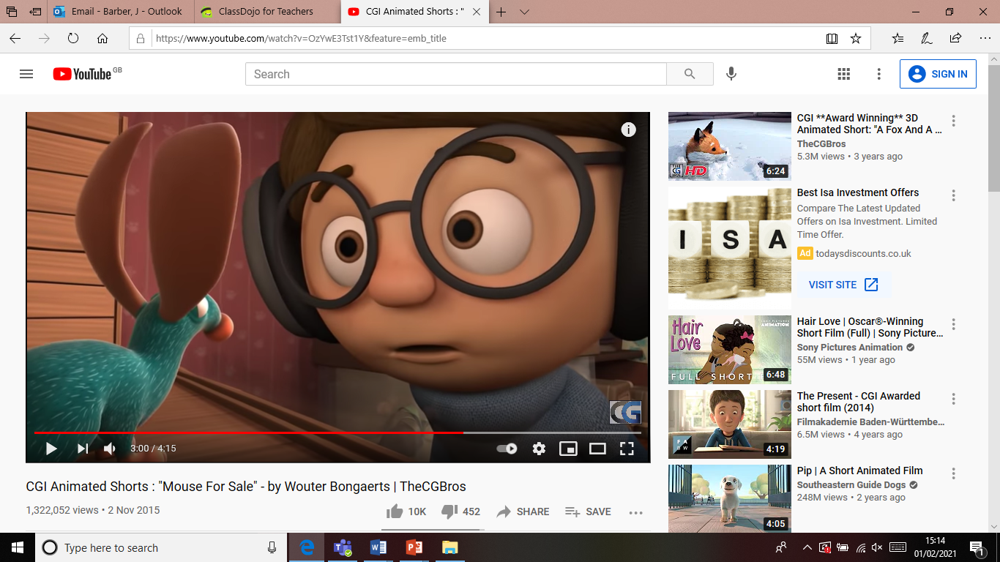 Email - Barber, J - Outlook
ClassDojo for Teachers
CGI Animated Shorts : "
https://www.youtube.com/watch?v=OzYwE3Tst1Y&feature=emb_title
YouTube GB
Search
SIGN IN
CG
3:00 / 4:15
CGI Animated Shorts : "Mouse For Sale" - by Wouter Bongaerts | TheCGBros
1,322,052 views • 2 Nov 2015
10K
452
SHARE
SAVE
THE CG BROS HD
6:24
CGI **Award Winning** 3D
Animated Short: "A Fox And A ...
TheCGBros
5.3M views • 3 years ago
I S A
Best Isa Investment Offers
Compare The Latest Updated
Offers on Isa Investment. Limited
Time Offer.
Ad todaysdiscounts.co.uk
VISIT SITE
SONY PICTURES
ANIMATION
Hair
LOVE
FULL SHORT
6:48
Hair Love | Oscar®-Winning
Short Film (Full) | Sony Picture...
Sony Pictures Animation
55M views • 1 year ago
FA
BW
4:19
The Present - CGI Awarded
short film (2014)
Filmakademie Baden-Württembe...
6.5M views • 4 years ago
4:05
Pip | A Short Animated Film
Southeastern Guide Dogs
248M views • 2 years ago
Type here to search
15:14
01/02/2021
1